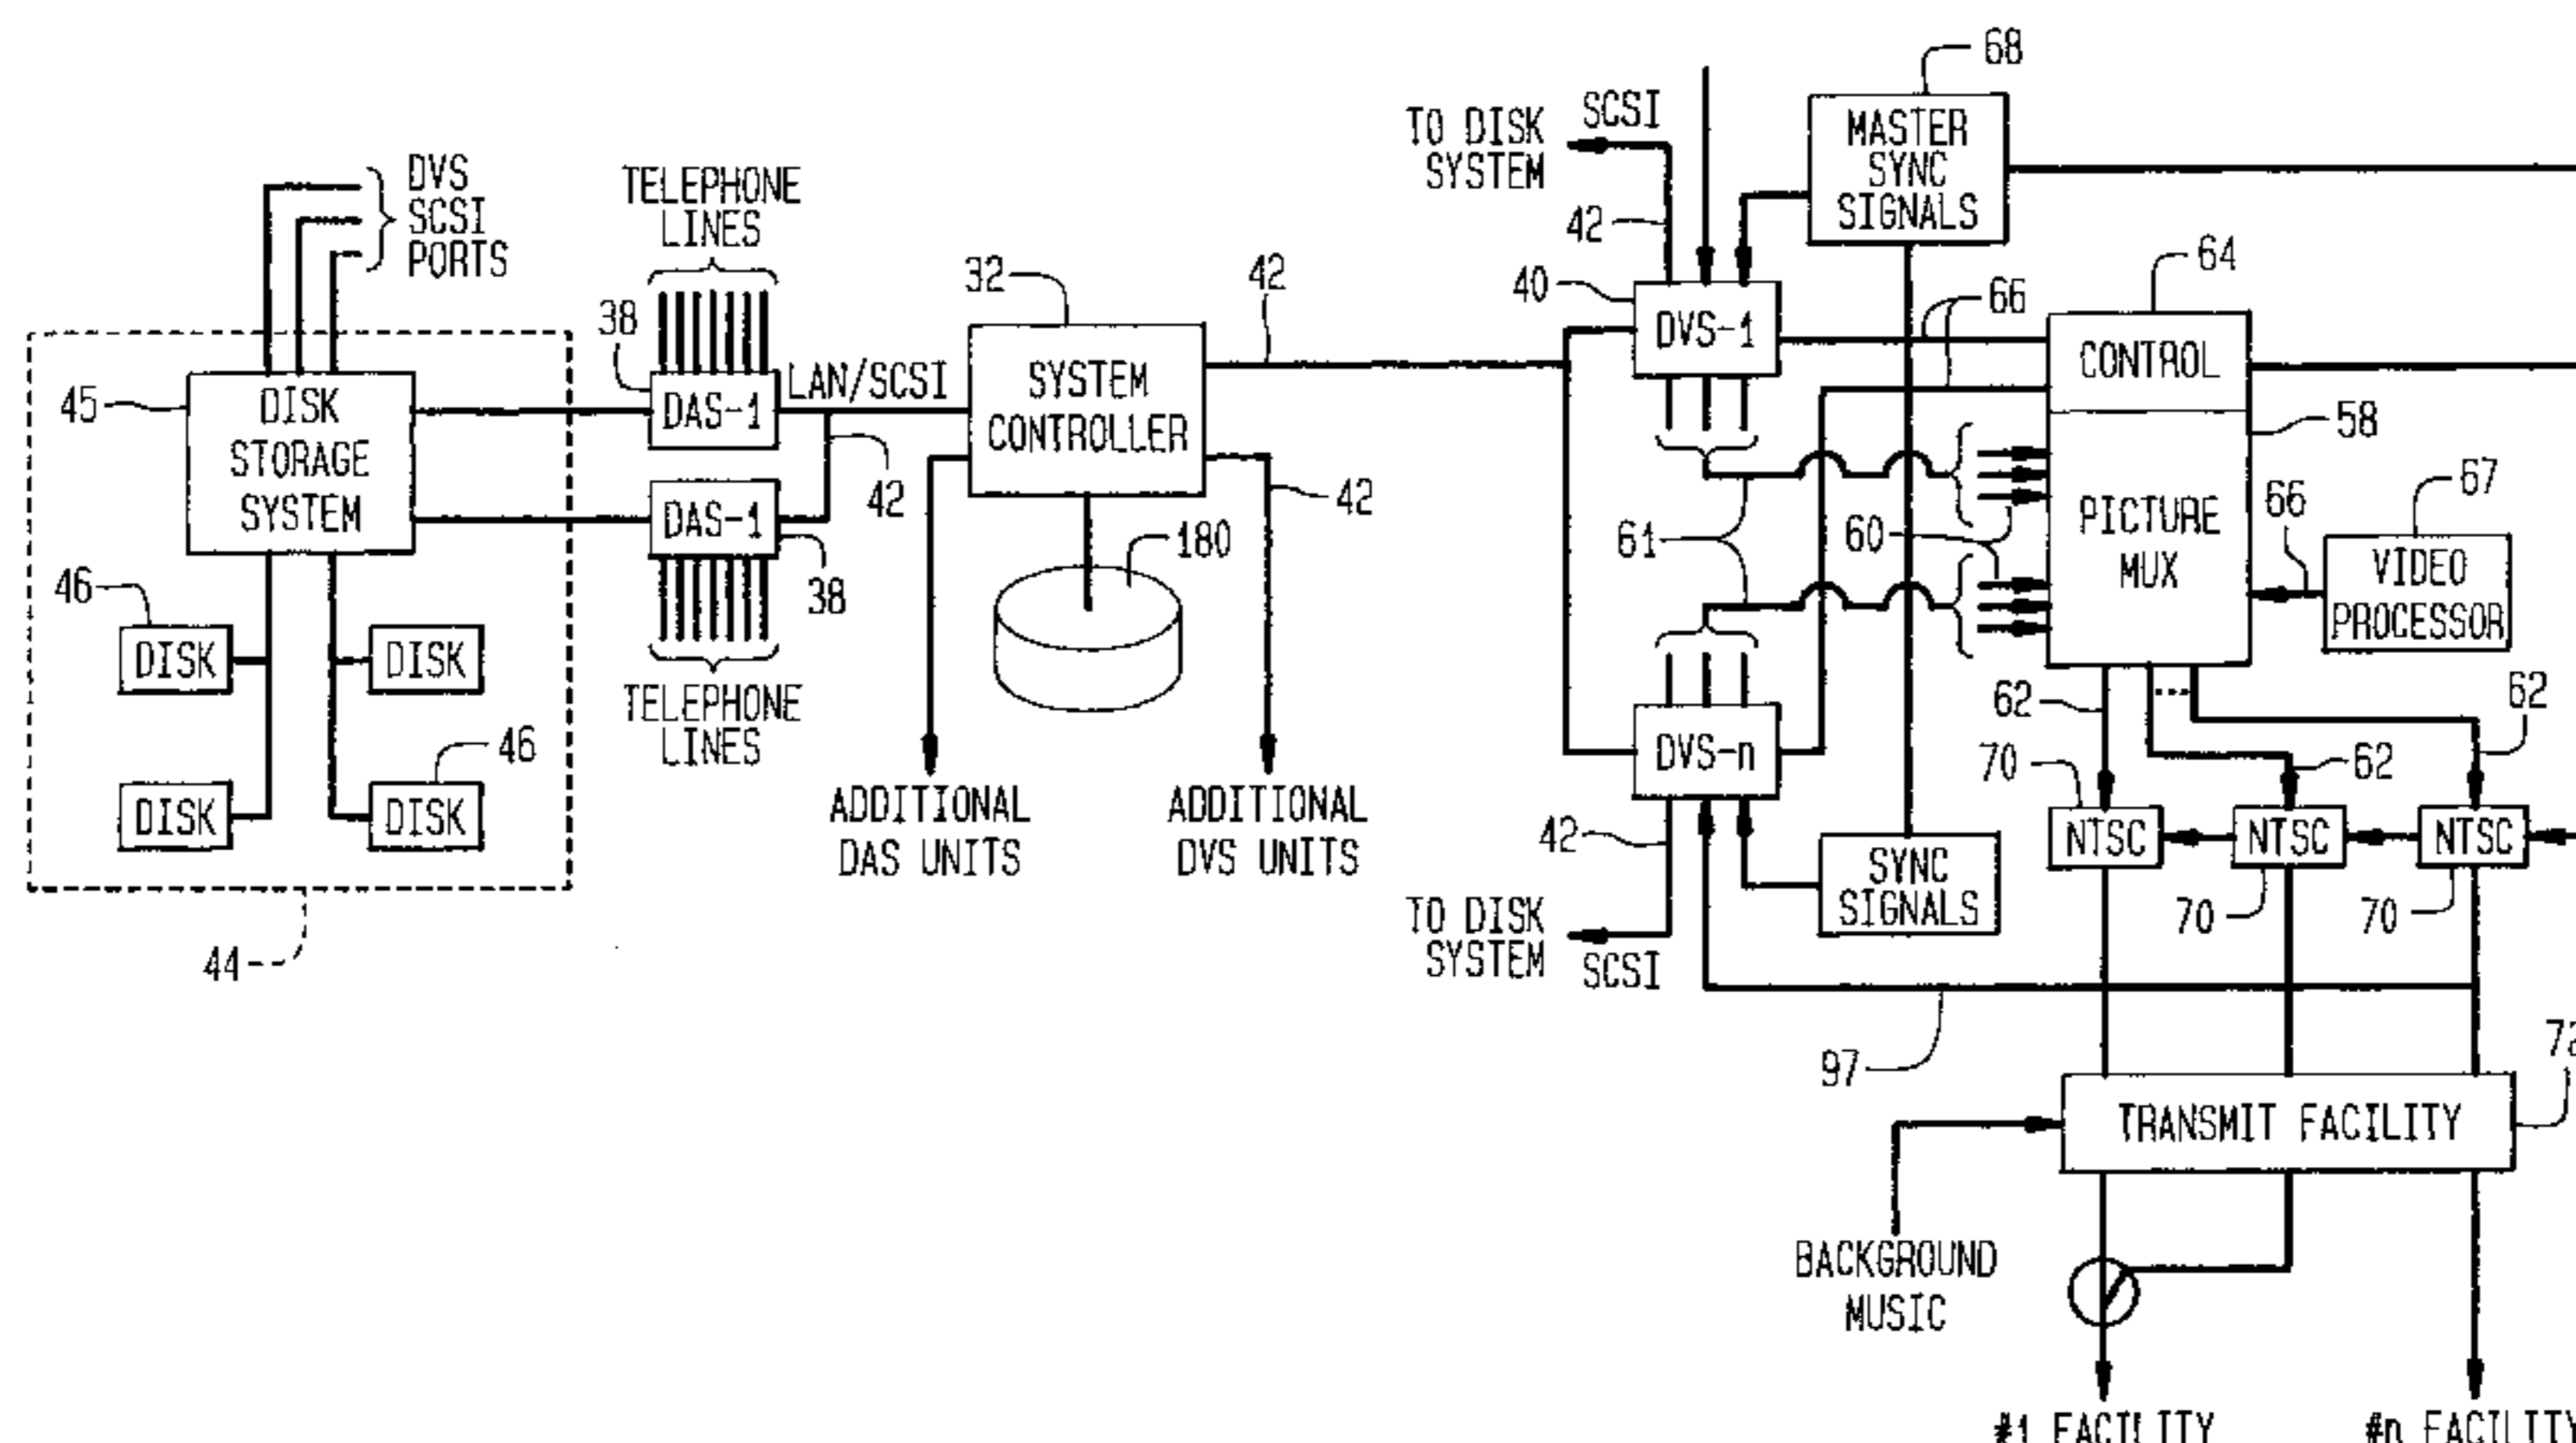 DVS
SCSI
PORTS
45
DISK
STORAGE
SYSTEM
46
DISK
DISK
DISK
46
DISK
44
TELEPHONE
LINES
38
DAS-1
LAN/SCSI
42
DAS-1
38
TELEPHONE
LINES
32
SYSTEM
CONTROLLER
42
42
180
ADDITIONAL
DAS UNITS
ADDITIONAL
DVS UNITS
TO DISK
SYSTEM
SCSI
42
40
DVS-1
68
MASTER
SYNC
SIGNALS
66
64
CONTROL
58
PICTURE
MUX
61
60
66
67
VIDEO
PROCESSOR
DVS-n
42
TO DISK
SYSTEM
SCSI
SYNC
SIGNALS
62
62
62
70
NTSC
NTSC
NTSC
70
70
97
72
TRANSMIT FACILITY
BACKGROUND
MUSIC
#1 FACILITY
#n FACILITY